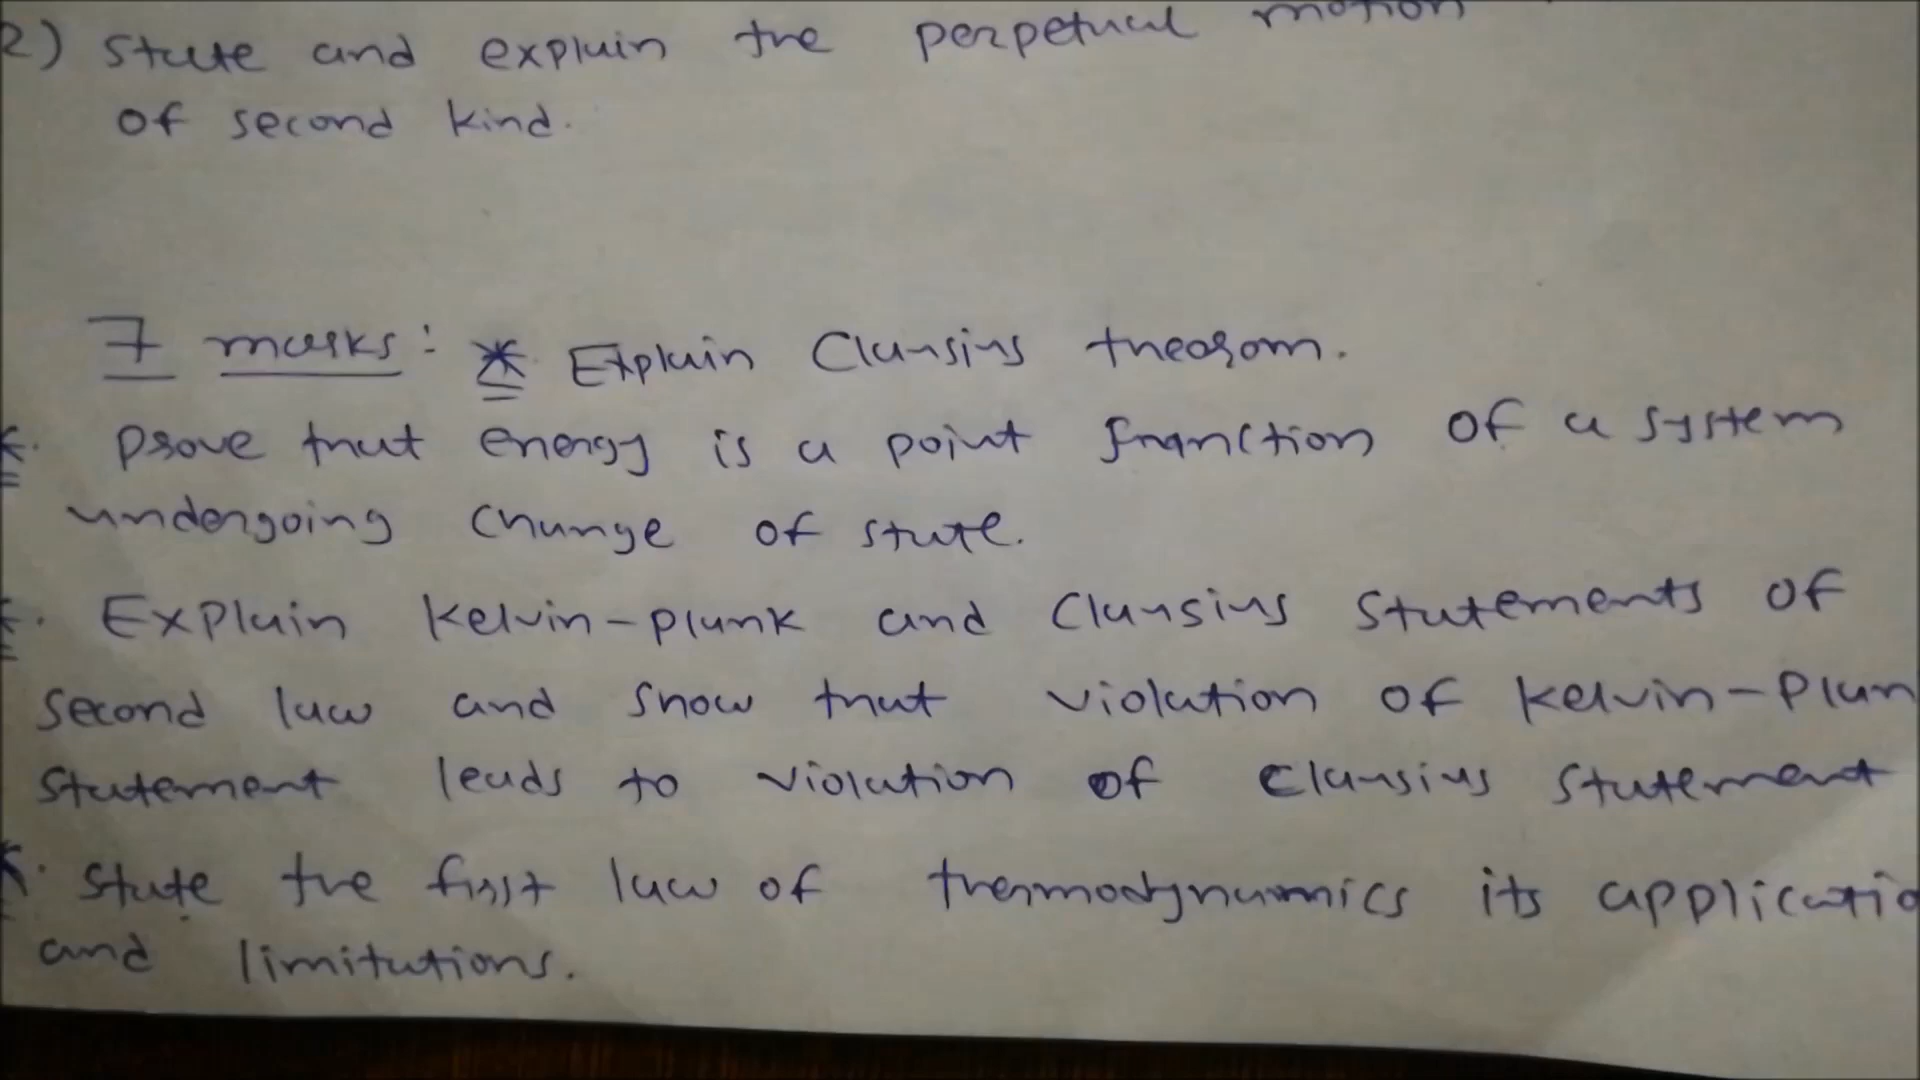 2) State and explain the perpetual motion
of second kind.
7 marks: * Explain Clausius theorom.
*. Prove that energy is a point function of a system
undergoing change of state.
*. Explain Kelvin-Plank and Clausius Statements of
Second law and show that violation of Kelvin-Plan
Statement leads to violation of Clausius Statement
*. State the first law of thermodynamics its applicatio
and limitations.